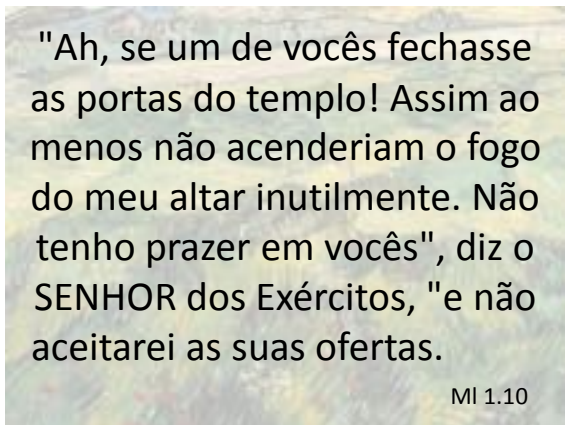 "Ah, se um de vocês fechasse
as portas do templo! Assim ao
menos não acenderiam o fogo
do meu altar inutilmente. Não
tenho prazer em vocês", diz o
SENHOR dos Exércitos, "e não
aceitarei as suas ofertas.
Ml 1.10